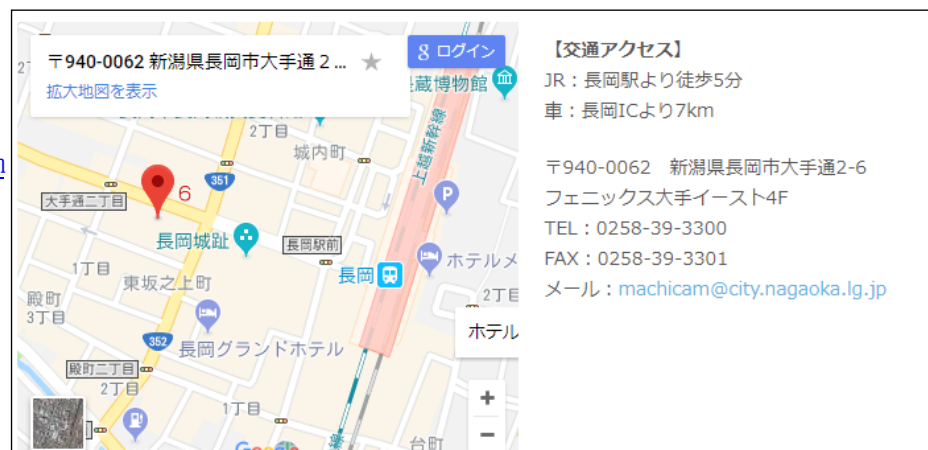 〒940-0062 新潟県長岡市大手通２...
拡大地図を表示
ログイン
蔵博物館
2丁目
城内町
上越新幹線
351
6
大手通二丁目
長岡城趾
長岡駅前
長岡
ホテルメ
1丁目
東坂之上町
2丁目
殿町
3丁目
ホテル
352
長岡グランドホテル
殿町二丁目
2丁目
1丁目
台町
線
P
+
−
n
【交通アクセス】
JR：長岡駅より徒歩5分
車：長岡ICより7km
〒940-0062　新潟県長岡市大手通2-6
フェニックス大手イースト4F
TEL：0258-39-3300
FAX：0258-39-3301
メール：machicam@city.nagaoka.lg.jp